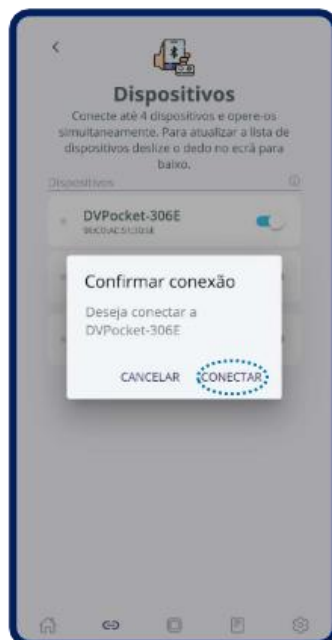 Dispositivos
Conecte até 4 dispositivos e opere-os
simultaneamente. Para atualizar a lista de
dispositivos deslize o dedo no ecrã para
baixo.
Dispositivos
DVPocket-306E
Confirmar conexão
Deseja conectar a
DVPocket-306E
CANCELAR CONECTAR